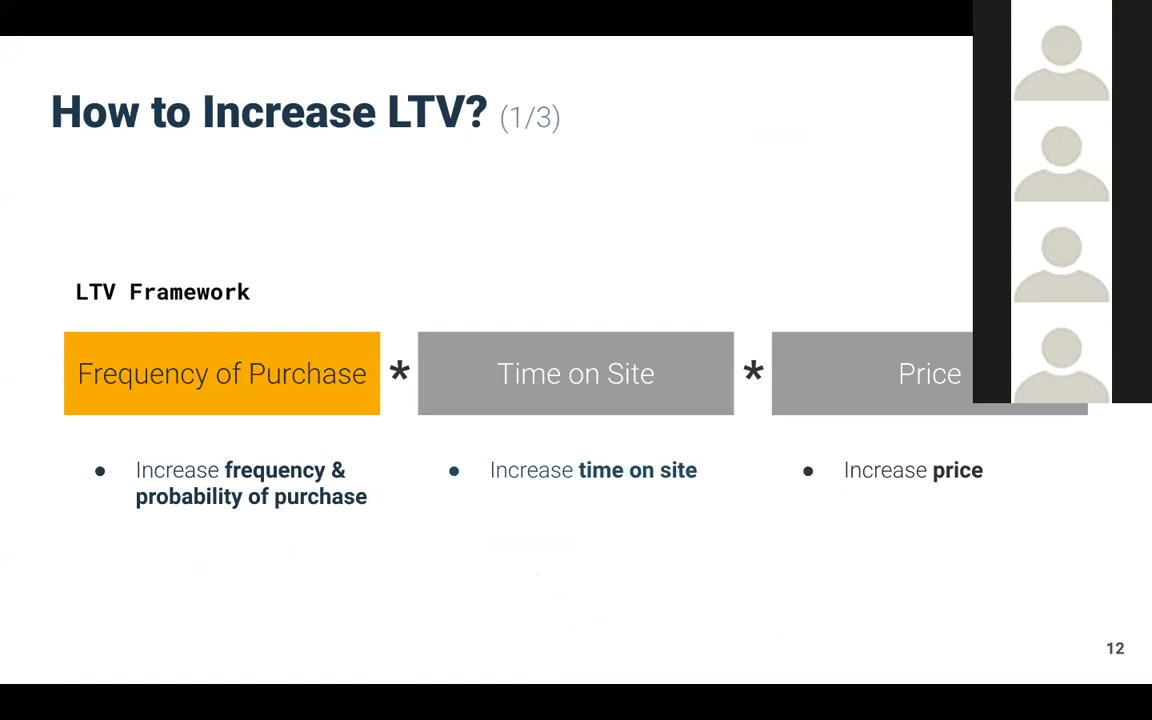 How to Increase LTV? (1/3)
LTV Framework
Frequency of Purchase * Time on Site * Price
● Increase frequency &
probability of purchase
● Increase time on site
● Increase price
12